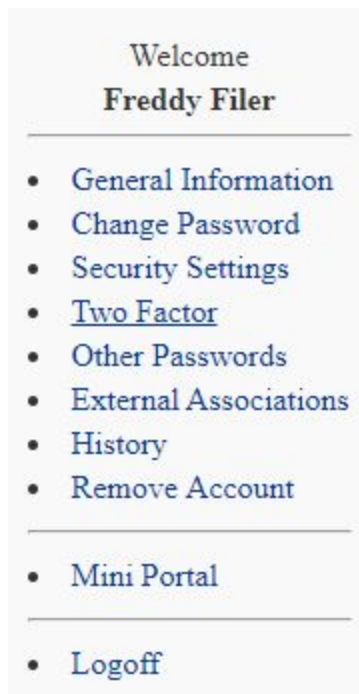 Welcome
Freddy Filer
General Information
Change Password
Security Settings
Two Factor
Other Passwords
External Associations
History
Remove Account
Mini Portal
Logoff